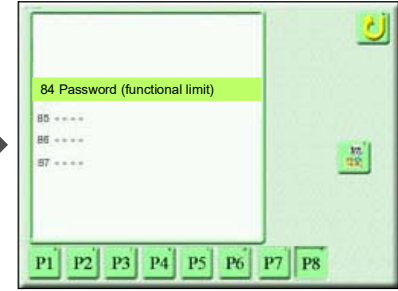 84 Password (functional limit)
85 ----
86 ----
87 ----
P1 P2 P3 P4 P5 P6 P7 P8